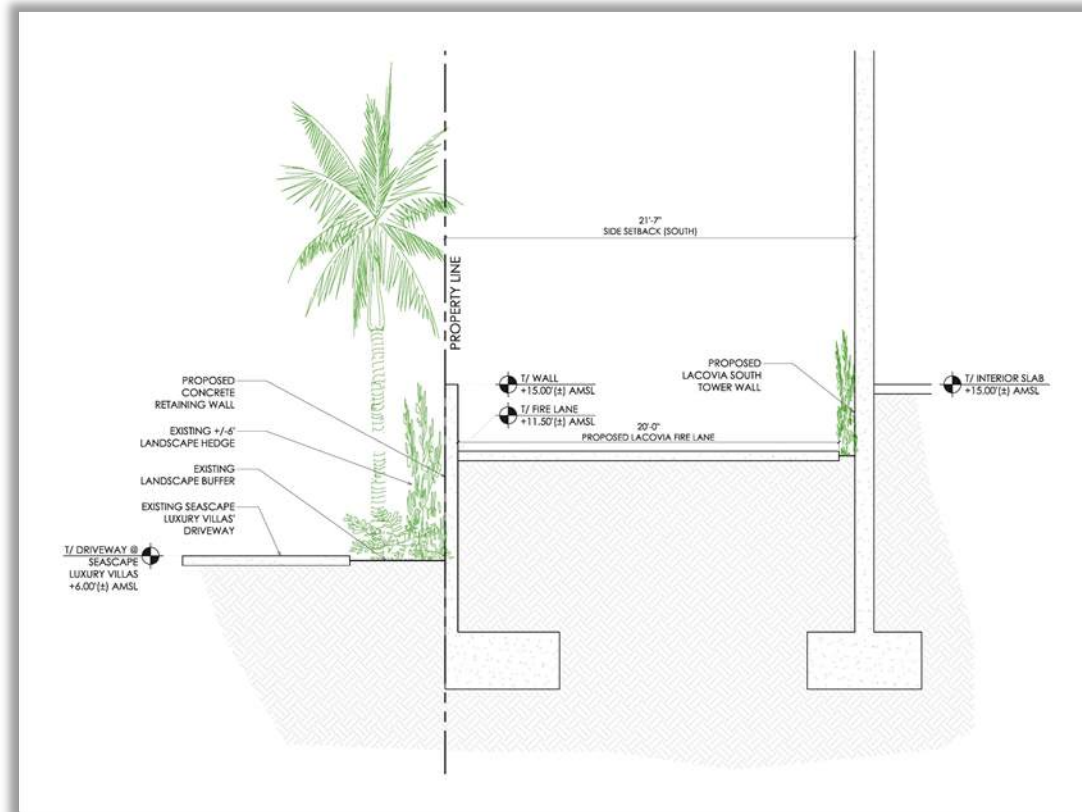 21'-7"
SIDE SETBACK (SOUTH)
PROPERTY LINE
PROPOSED
CONCRETE
RETAINING WALL
EXISTING +/-6'
LANDSCAPE HEDGE
EXISTING
LANDSCAPE BUFFER
EXISTING SEASCAPE
LUXURY VILLAS'
DRIVEWAY
T/ DRIVEWAY @
SEASCAPE
LUXURY VILLAS
+6.00'(±) AMSL
T/ WALL
+15.00'(±) AMSL
T/ FIRE LANE
+11.50'(±) AMSL
20'-0"
PROPOSED LACOVIA FIRE LANE
PROPOSED
LACOVIA SOUTH
TOWER WALL
T/ INTERIOR SLAB
+15.00'(±) AMSL